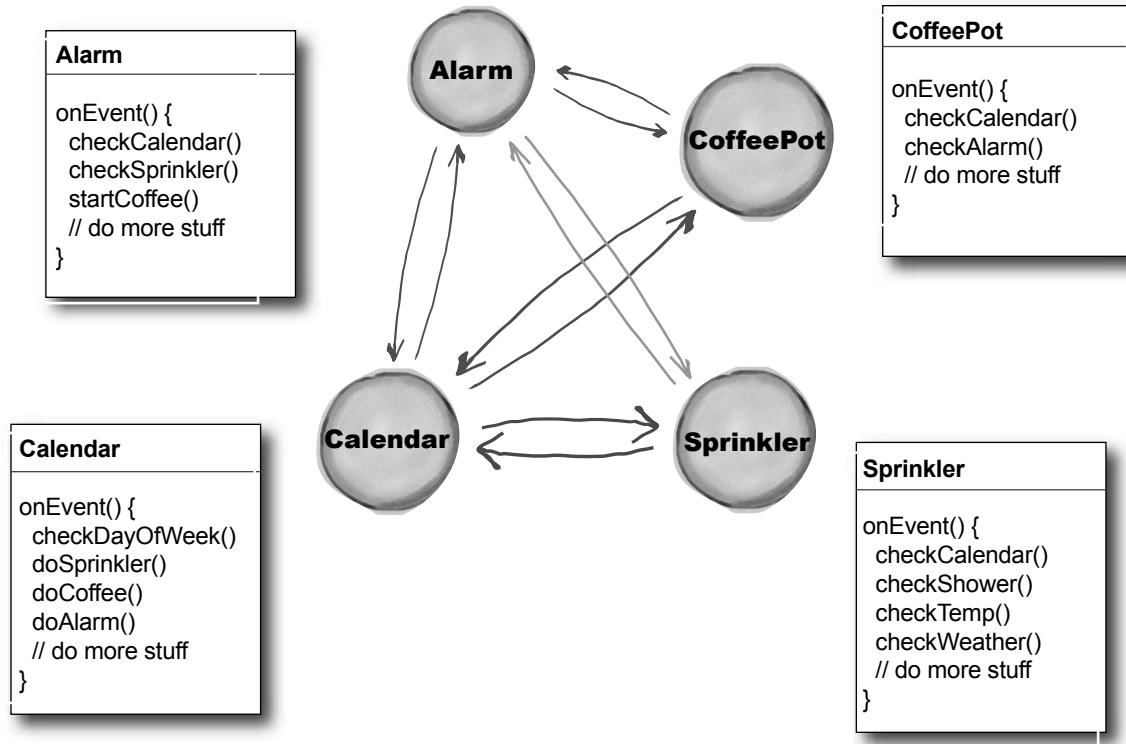 Alarm
onEvent() {
checkCalendar()
checkSprinkler()
startCoffee()
// do more stuff
}
Alarm
CoffeePot
CoffeePot
onEvent() {
checkCalendar()
checkAlarm()
// do more stuff
}
Calendar
onEvent() {
checkDayOfWeek()
doSprinkler()
doCoffee()
doAlarm()
// do more stuff
}
Calendar
Sprinkler
Sprinkler
onEvent() {
checkCalendar()
checkShower()
checkTemp()
checkWeather()
// do more stuff
}